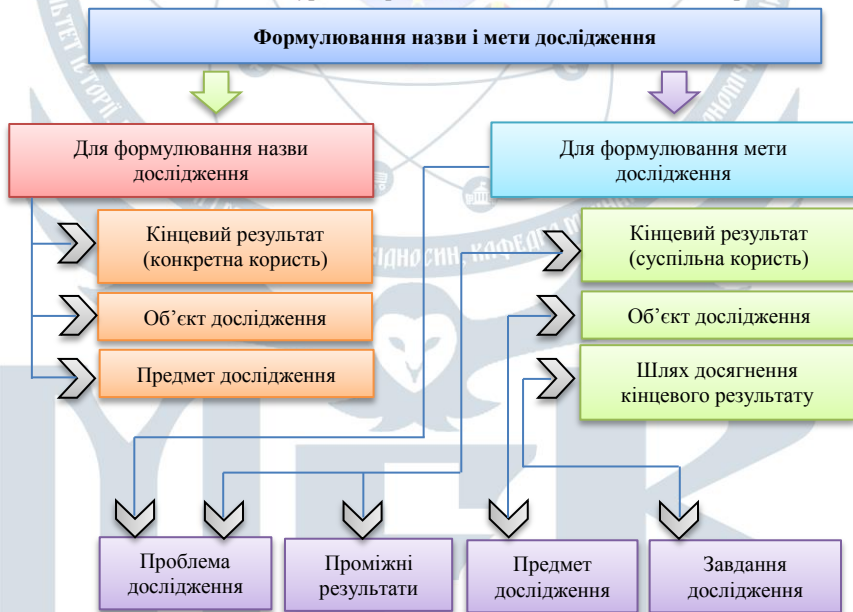 Формулювання назви і мети дослідження
Для формулювання назви
дослідження
Для формулювання мети
дослідження
Кінцевий результат
(конкретна користь)
Об’єкт дослідження
Предмет дослідження
Кінцевий результат
(суспільна користь)
Об’єкт дослідження
Шлях досягнення
кінцевого результату
Проблема
дослідження
Проміжні
результати
Предмет
дослідження
Завдання
дослідження